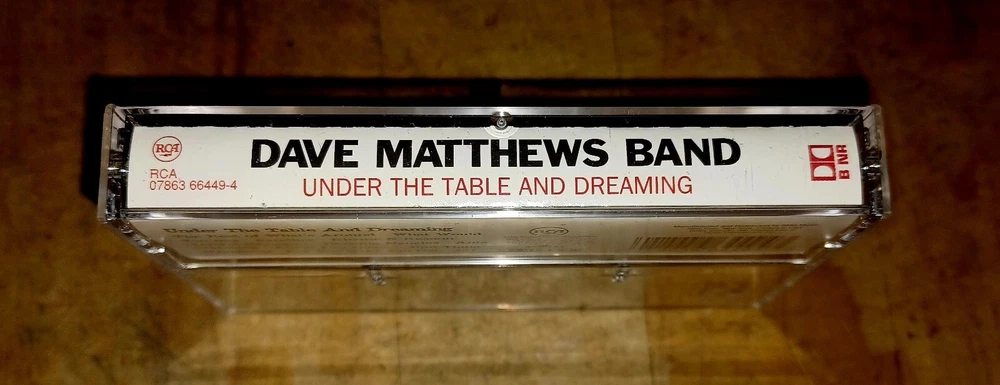 RCA
RCA
07863 66449-4
DAVE MATTHEWS BAND
UNDER THE TABLE AND DREAMING
B NR
Under The Table And Dreaming